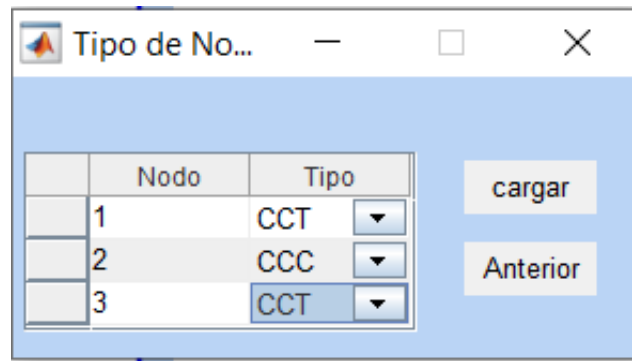 Tipo de No...
Nodo Tipo
1 CCT
2 CCC
3 CCT
cargar
Anterior